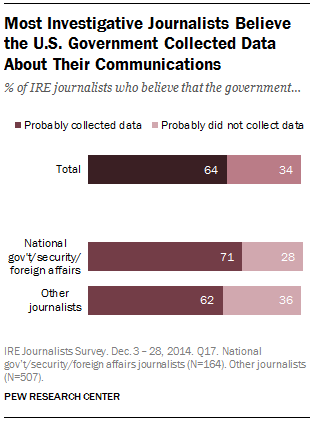 Most Investigative Journalists Believe
the U.S. Government Collected Data
About Their Communications
% of IRE journalists who believe that the government...
Probably collected data Probably did not collect data
Total 64 34
National
gov't/security/
foreign affairs 71 28
Other
journalists 62 36
IRE Journalists Survey. Dec. 3 – 28, 2014. Q17. National
gov't/security/foreign affairs journalists (N=164). Other journalists
(N=507).
PEW RESEARCH CENTER